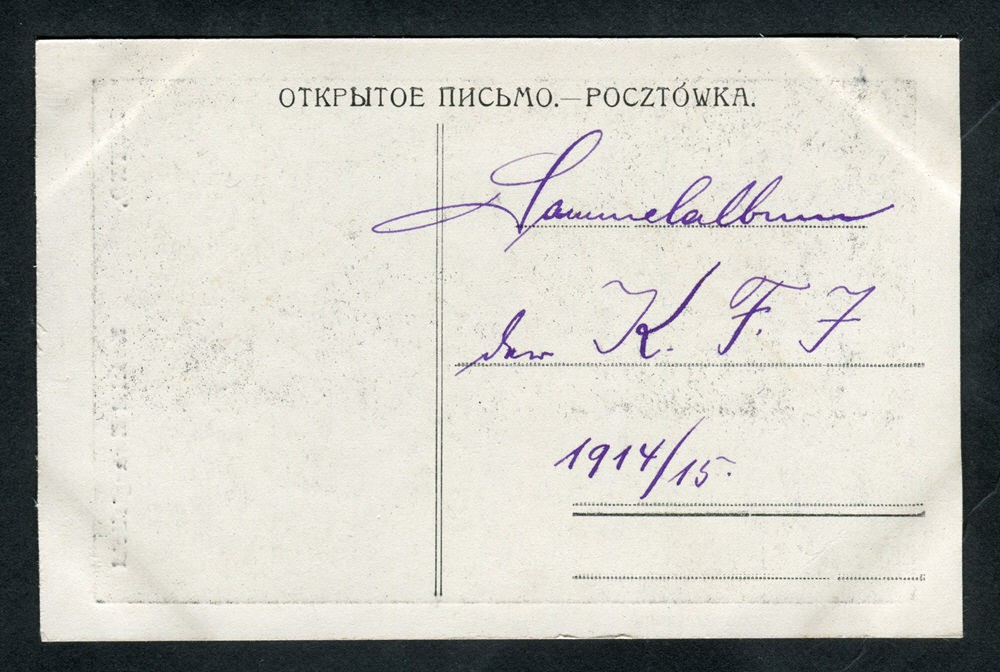 ОТКРЫТОЕ ПИСЬМО.—POCZTÓWKA.
Sammelalbum
der K. F. J
1914/15.